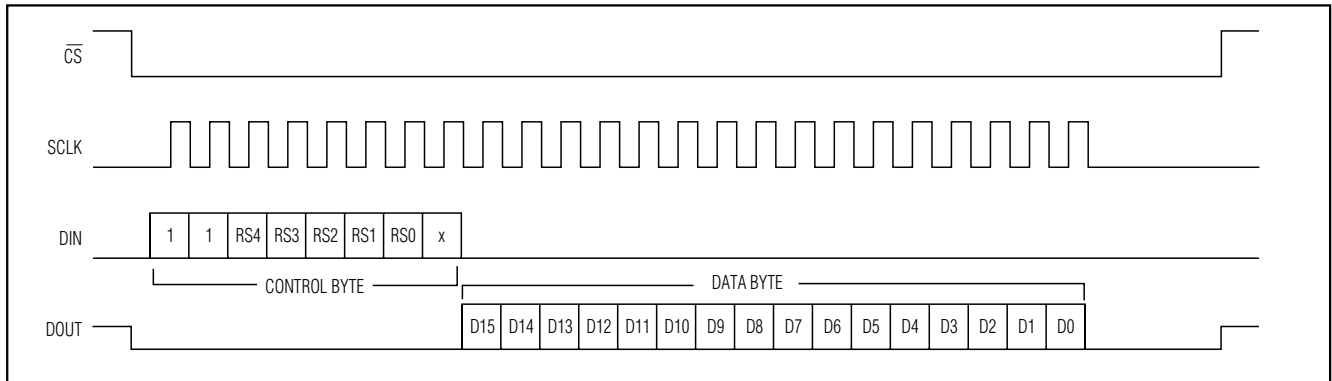 C̅S̅
SCLK
DIN
1 1 RS4 RS3 RS2 RS1 RS0 x
CONTROL BYTE
DATA BYTE
DOUT
D15 D14 D13 D12 D11 D10 D9 D8 D7 D6 D5 D4 D3 D2 D1 D0